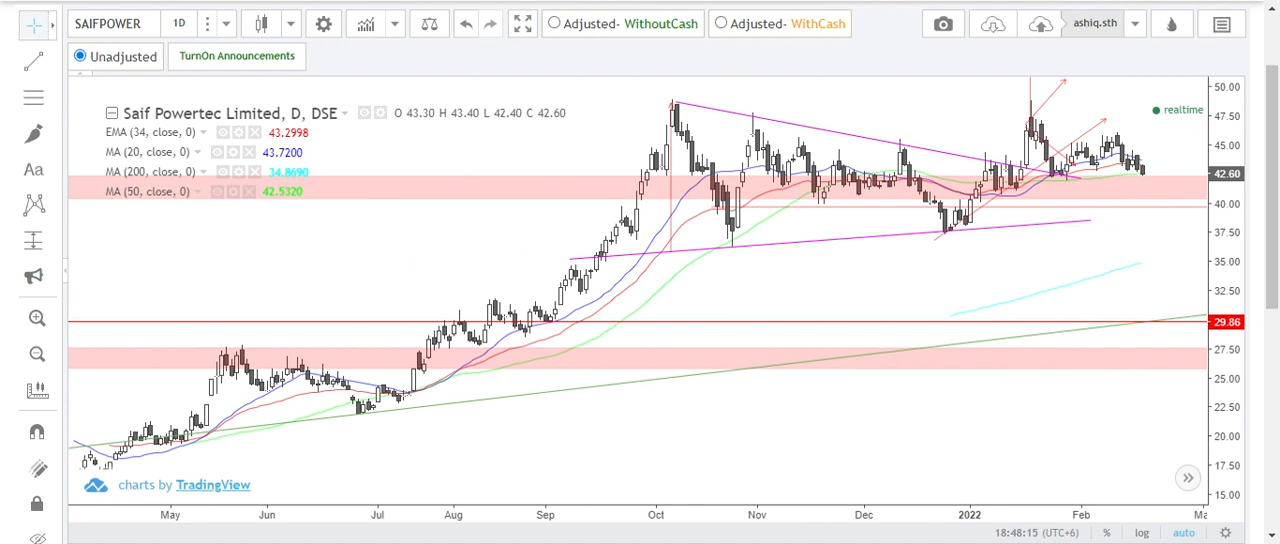 SAIFPOWER 1D Adjusted- WithoutCash Adjusted- WithCash ashiq.sth
Unadjusted TurnOn Announcements
Saif Powertec Limited, D, DSE O 43.30 H 43.40 L 42.40 C 42.60
EMA (34, close, 0) 43.2998
MA (20, close, 0) 43.7200
MA (200, close, 0) 34.8690
MA (50, close, 0) 42.5320
realtime
50.00
47.50
45.00
42.60
40.00
37.50
35.00
32.50
29.86
27.50
25.00
22.50
20.00
17.50
15.00
Aa
charts by TradingView
May Jun Jul Aug Sep Oct Nov Dec 2022 Feb Ma
18:48:15 (UTC+6) % log auto